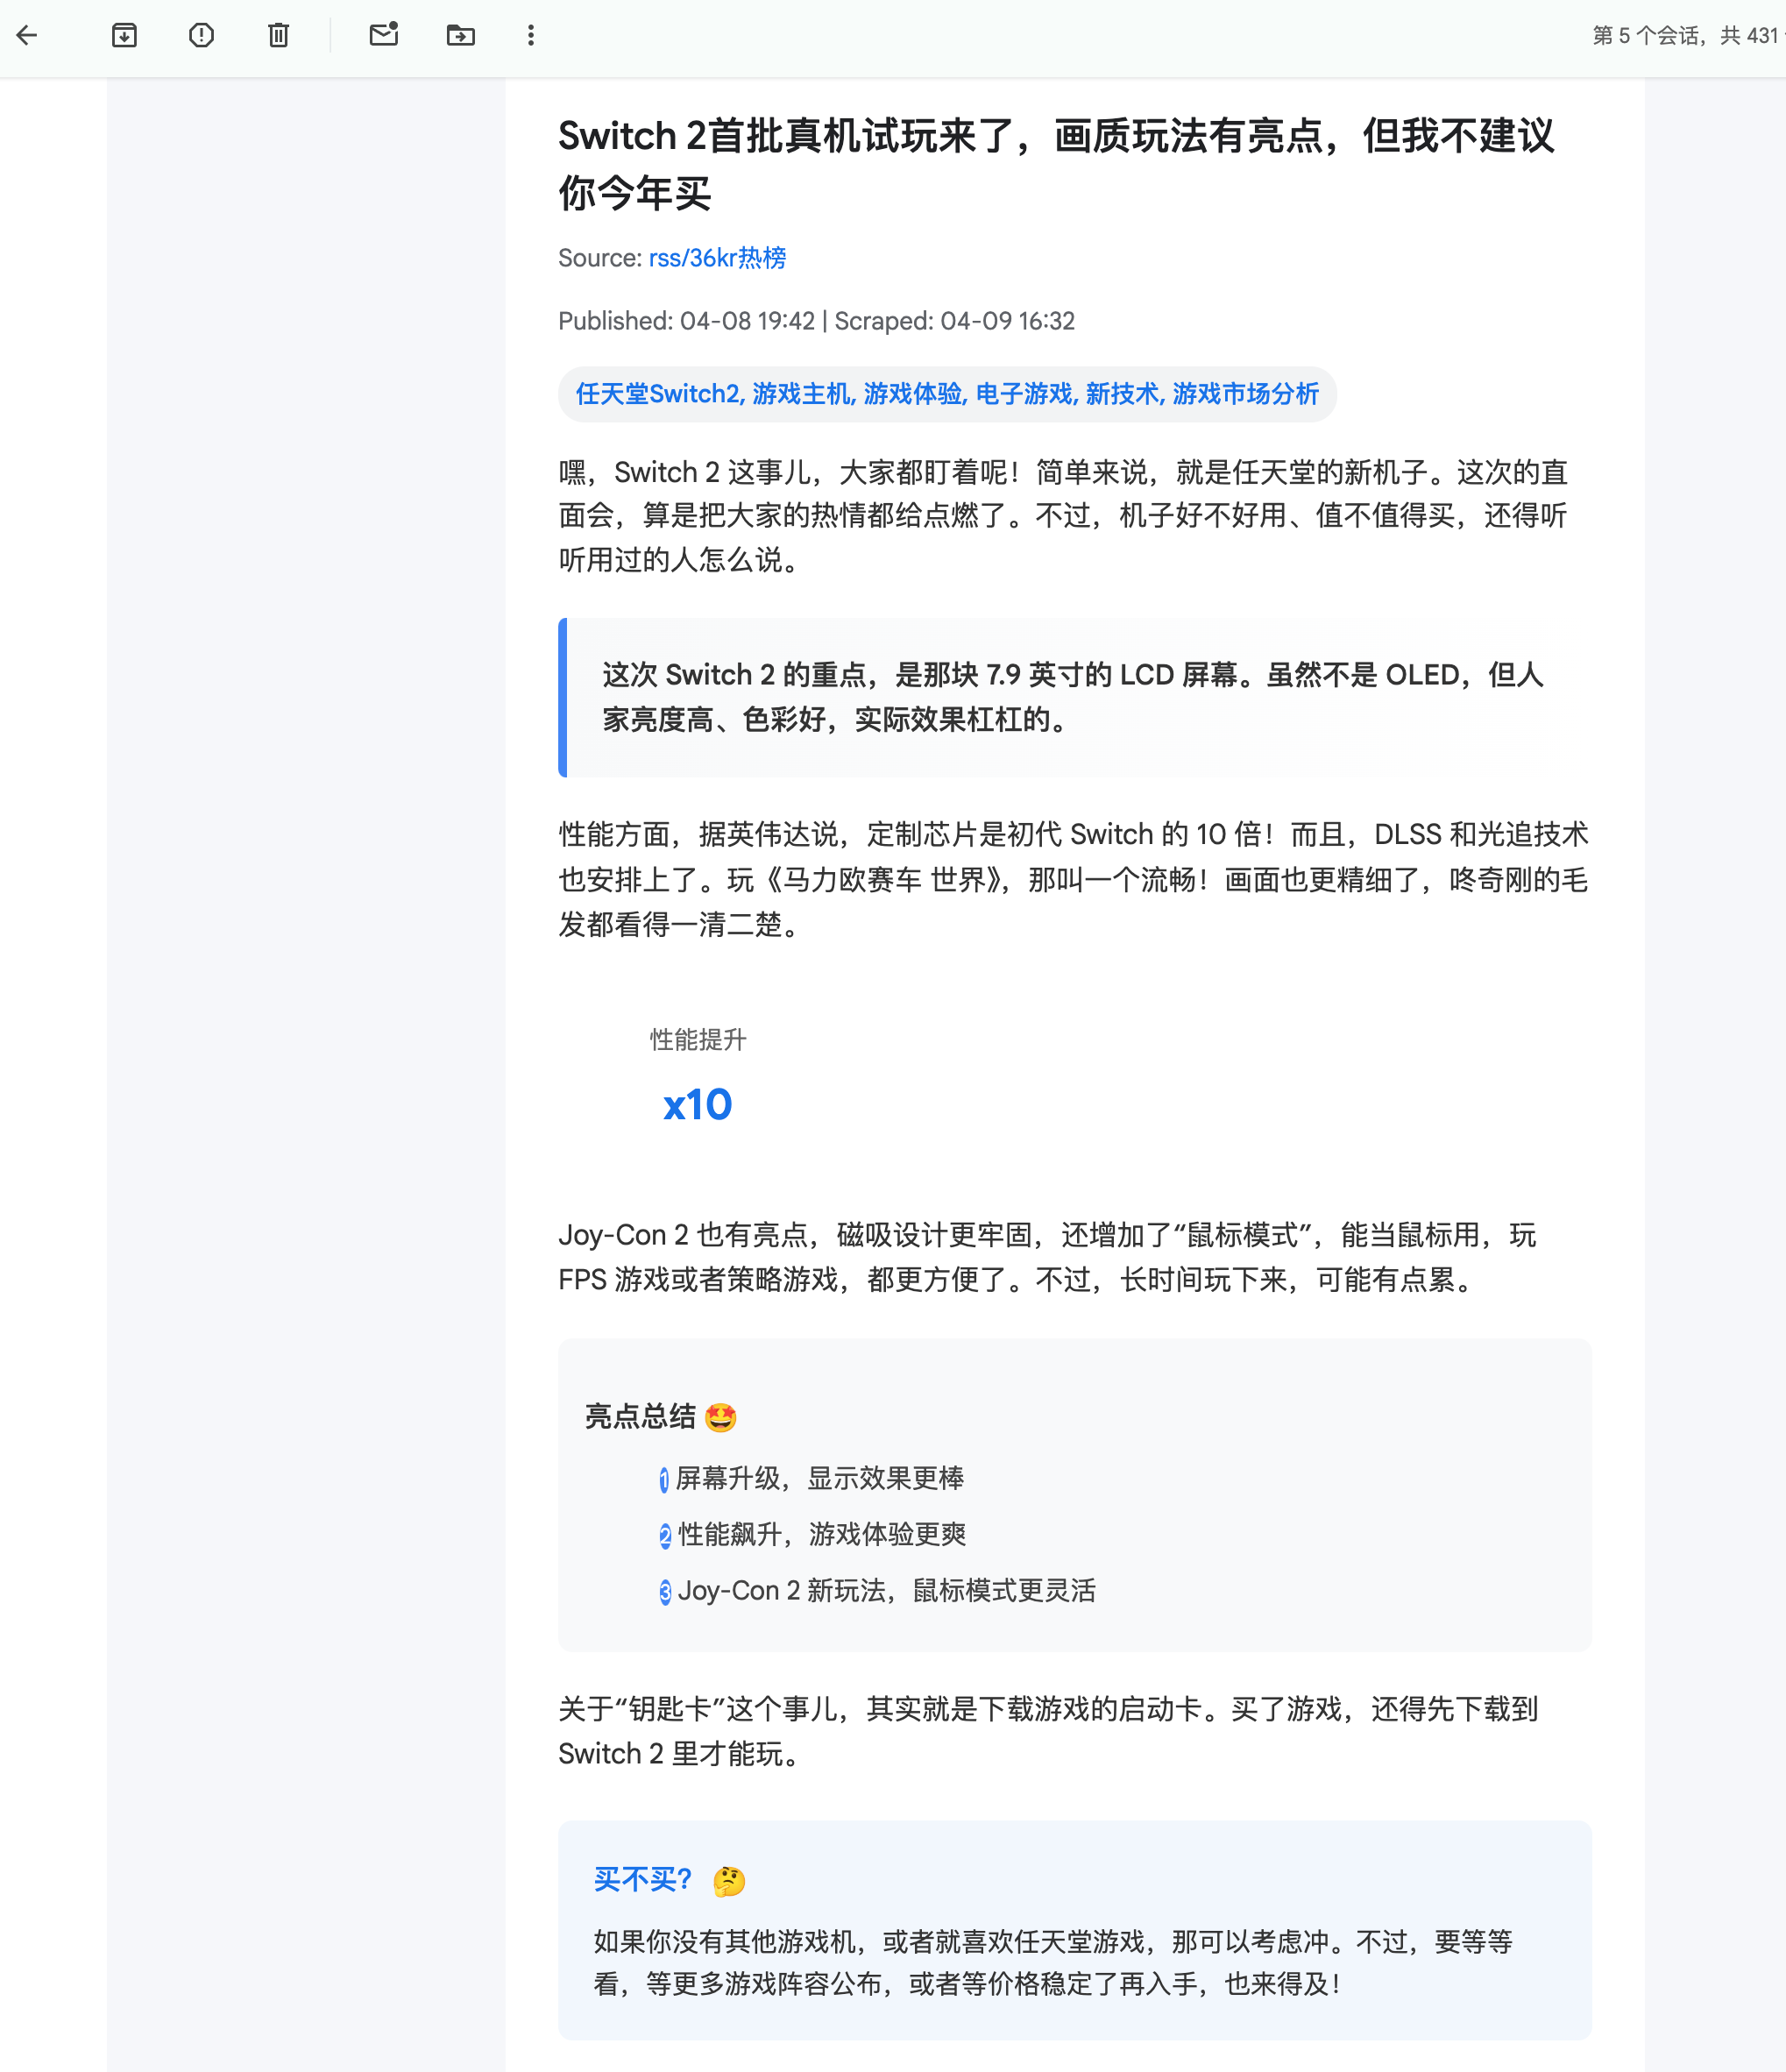 第 5 个会话，共 431
Switch 2首批真机试玩来了，画质玩法有亮点，但我不建议
你今年买
Source: rss/36kr热榜
Published: 04-08 19:42 | Scraped: 04-09 16:32
任天堂Switch2, 游戏主机, 游戏体验, 电子游戏, 新技术, 游戏市场分析
嘿，Switch 2 这事儿，大家都盯着呢！简单来说，就是任天堂的新机子。这次的直
面会，算是把大家的热情都给点燃了。不过，机子好不好用、值不值得买，还得听
听用过的人怎么说。
这次 Switch 2 的重点，是那块 7.9 英寸的 LCD 屏幕。虽然不是 OLED，但人
家亮度高、色彩好，实际效果杠杠的。
性能方面，据英伟达说，定制芯片是初代 Switch 的 10 倍！而且，DLSS 和光追技术
也安排上了。玩《马力欧赛车 世界》，那叫一个流畅！画面也更精细了，咚奇刚的毛
发都看得一清二楚。
性能提升
x10
Joy-Con 2 也有亮点，磁吸设计更牢固，还增加了“鼠标模式”，能当鼠标用，玩
FPS 游戏或者策略游戏，都更方便了。不过，长时间玩下来，可能有点累。
亮点总结 🤩
1 屏幕升级，显示效果更棒
2 性能飙升，游戏体验更爽
3 Joy-Con 2 新玩法，鼠标模式更灵活
关于“钥匙卡”这个事儿，其实就是下载游戏的启动卡。买了游戏，还得先下载到
Switch 2 里才能玩。
买不买？ 🤔
如果你没有其他游戏机，或者就喜欢任天堂游戏，那可以考虑冲。不过，要等等
看，等更多游戏阵容公布，或者等价格稳定了再入手，也来得及！